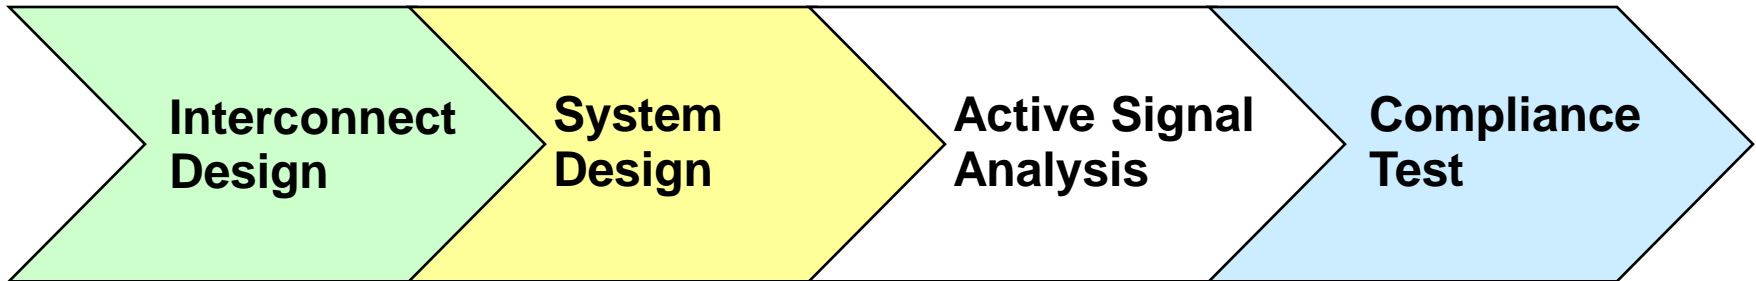 Interconnect
Design
System
Design
Active Signal
Analysis
Compliance
Test